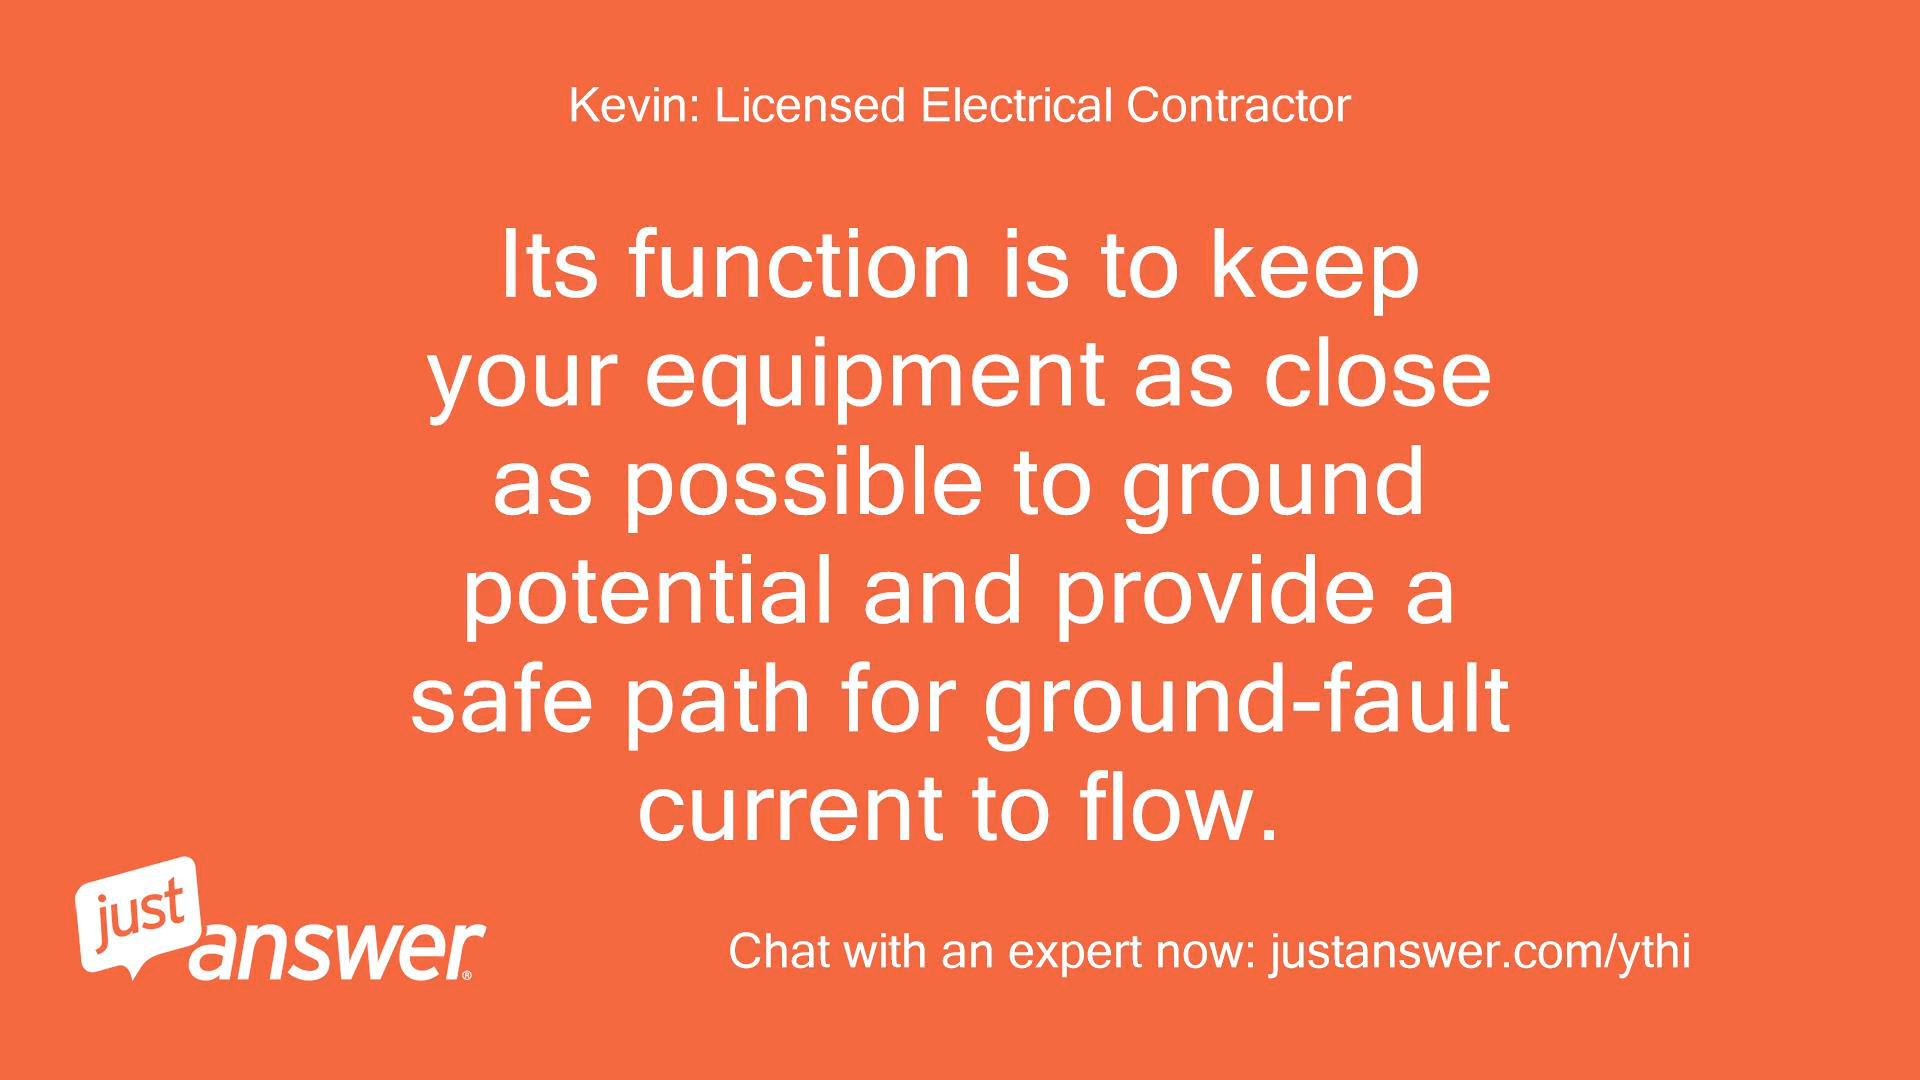 Kevin: Licensed Electrical Contractor
Its function is to keep
your equipment as close
as possible to ground
potential and provide a
safe path for ground-fault
current to flow.
just
answer®
Chat with an expert now: justanswer.com/ythi